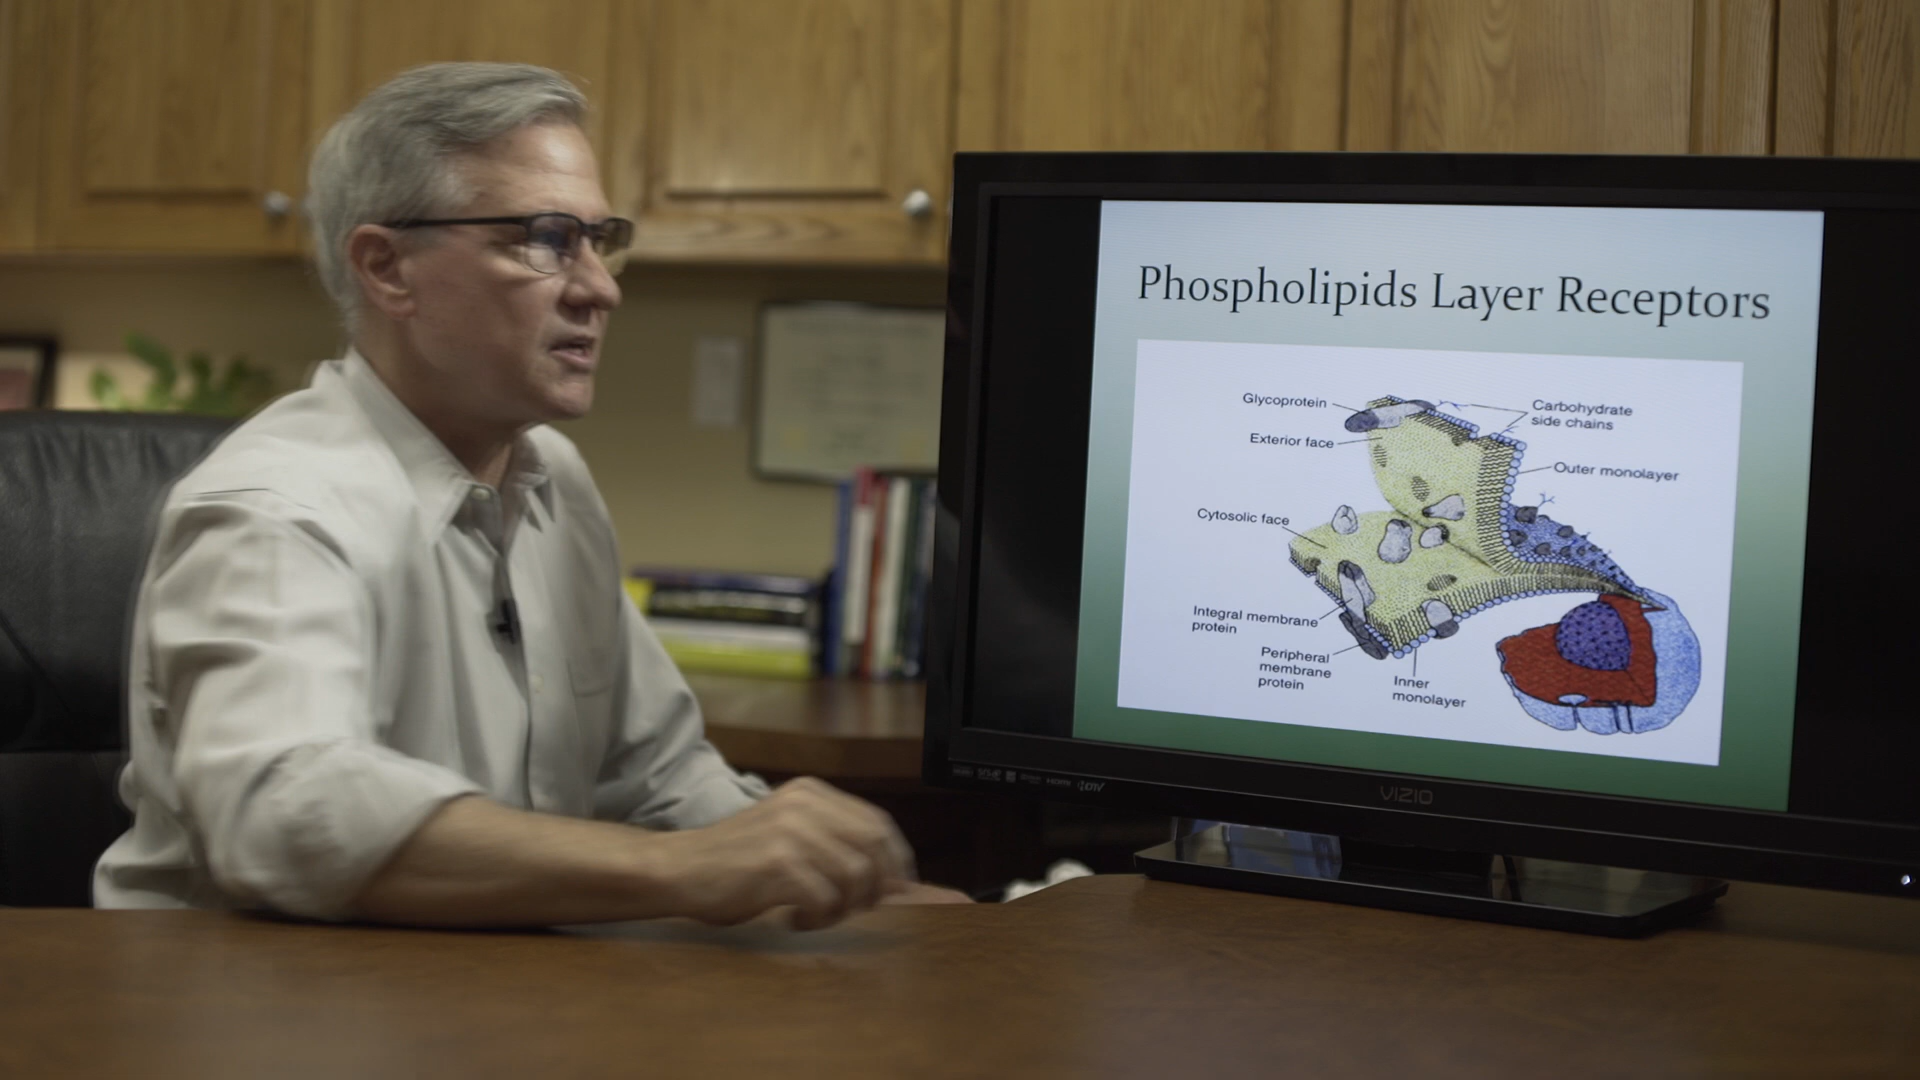 Phospholipids Layer Receptors
Glycoprotein
Carbohydrate
side chains
Exterior face
Outer monolayer
Cytosolic face
Integral membrane
protein
Peripheral
membrane
protein
Inner
monolayer
HDMI
VIZIO